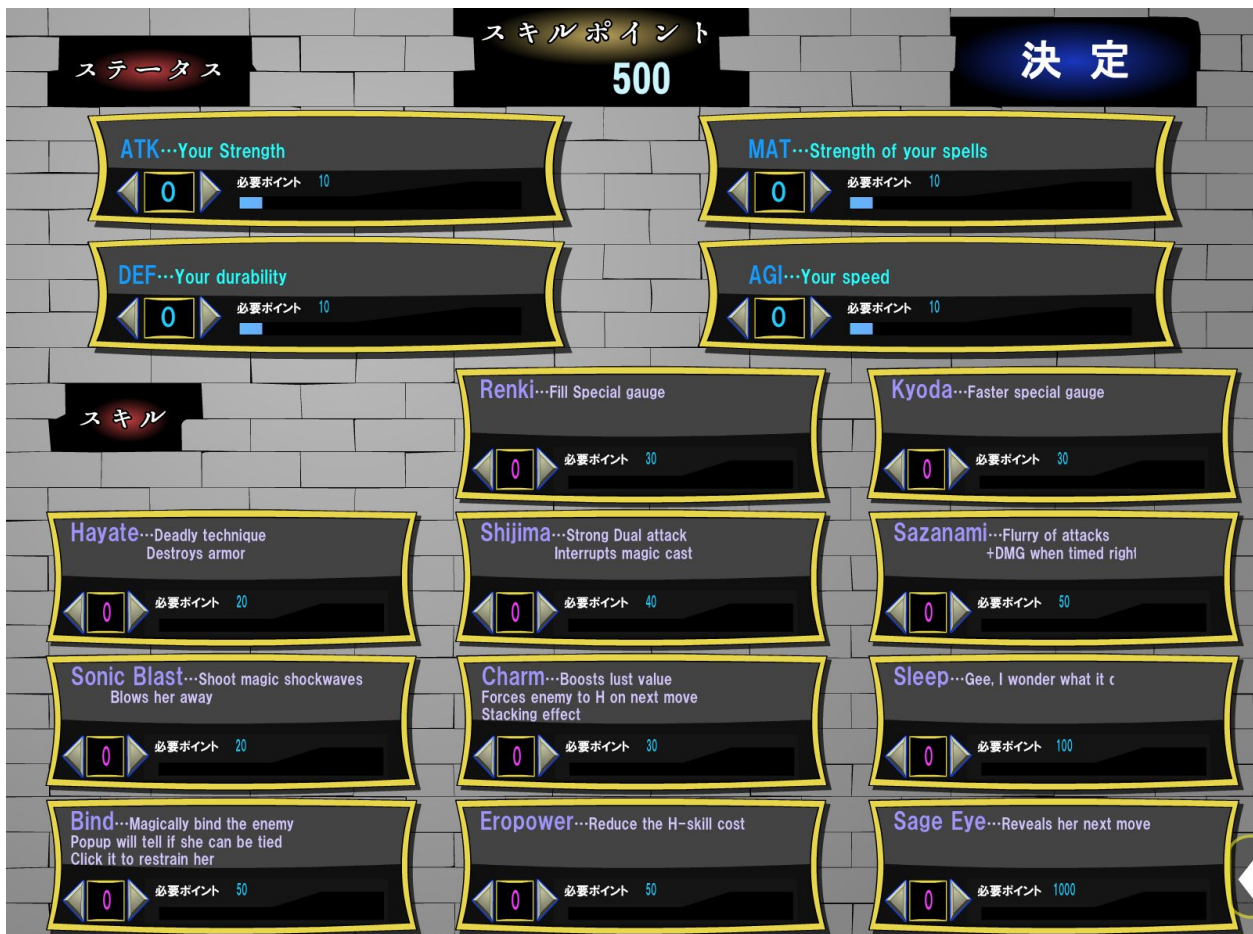 ステータス
スキルポイント
500
決定
ATK…Your Strength
0
必要ポイント 10
MAT…Strength of your spells
0
必要ポイント 10
DEF…Your durability
0
必要ポイント 10
AGI…Your speed
0
必要ポイント 10
スキル
Renki…Fill Special gauge
0
必要ポイント 30
Kyoda…Faster special gauge
0
必要ポイント 30
Hayate…Deadly technique
Destroys armor
0
必要ポイント 20
Shijima…Strong Dual attack
Interrupts magic cast
0
必要ポイント 40
Sazanami…Flurry of attacks
+DMG when timed right
0
必要ポイント 50
Sonic Blast…Shoot magic shockwaves
Blows her away
0
必要ポイント 20
Charm…Boosts lust value
Forces enemy to H on next move
Stacking effect
0
必要ポイント 30
Sleep…Gee, I wonder what it
0
必要ポイント 100
Bind…Magically bind the enemy
Popup will tell if she can be tied
Click it to restrain her
0
必要ポイント 50
Eropower…Reduce the H-skill cost
0
必要ポイント 50
Sage Eye…Reveals her next move
0
必要ポイント 1000